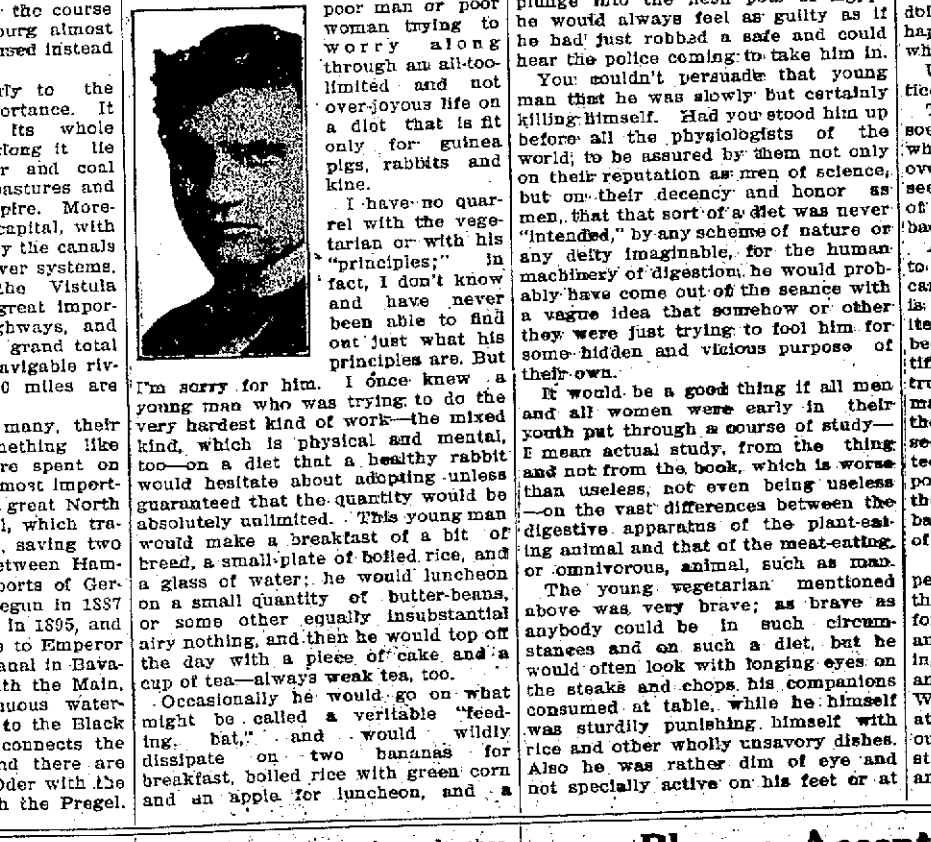 the course
burg almost
used instead
rly to the
ortance. It
Its whole
along it lie
r and coal
pastures and
pire. More-
capital, with
y the canals
ver systems.
the Vistula
great impor-
ghways, and
grand total
navigable riv-
0 miles are
many, their
mething like
re spent on
most import-
great North
l, which tra-
, saving two
etween Ham-
ports of Ger-
egun in 1887
in 1895, and
to Emperor
anal in Bava-
ith the Main,
nuous water-
to the Black
connects the
nd there are
Oder with the
h the Pregel.
poor man or poor
woman trying to
worry along
through an all-too-
limited and not
over-joyous life on
a diet that is fit
only for guinea
pigs, rabbits and
kine.
I have no quar-
rel with the vege-
tarian or with his
"principles;" in
fact, I don't know
and have never
been able to find
out just what his
principles are. But
I'm sorry for him. I once knew a
young man who was trying to do the
very hardest kind of work—the mixed
kind, which is physical and mental,
too—on a diet that a healthy rabbit
would hesitate about adopting unless
guaranteed that the quantity would be
absolutely unlimited. This young man
would make a breakfast of a bit of
breed, a small plate of boiled rice, and
a glass of water; he would luncheon
on a small quantity of butter-beans,
or some other equally insubstantial
airy nothing, and then he would top off
the day with a piece of cake and a
cup of tea—always weak tea, too.
Occasionally he would go on what
might be called a veritable "feed-
ing bat," and would wildly
dissipate on two bananas for
breakfast, boiled rice with green corn
and an apple for luncheon, and a
plunge into the flesh pots of
he would always feel as guilty as if
he had just robbed a safe and could
hear the police coming to take him in.
You couldn't persuade that young
man that he was slowly but certainly
killing himself. Had you stood him up
before all the physiologists of the
world, to be assured by them not only
on their reputation as men of science,
but on their decency and honor as
men, that that sort of a diet was never
"intended," by any scheme of nature or
any deity imaginable, for the human
machinery of digestion, he would prob-
ably have come out of the seance with
a vague idea that somehow or other
they were just trying to fool him for
some hidden and vicious purpose of
their own.
It would be a good thing if all men
and all women were early in their
youth put through a course of study—
I mean actual study, from the thing
and not from the book, which is worse
than useless, not even being useless
—on the vast differences between the
digestive apparatus of the plant-eat-
ing animal and that of the meat-eating,
or omnivorous, animal, such as man.
The young vegetarian mentioned
above was very brave; as brave as
anybody could be in such circum-
stances and on such a diet, but he
would often look with longing eyes on
the steaks and chops his companions
consumed at table, while he himself
was sturdily punishing himself with
rice and other wholly unsavory dishes.
Also he was rather dim of eye and
not specially active on his feet or at